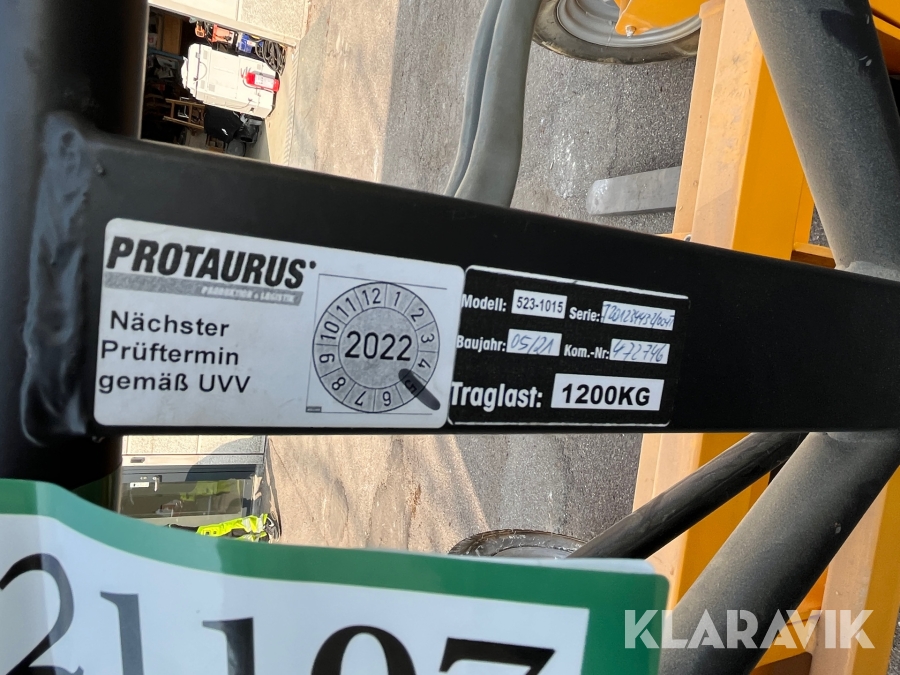 PROTAURUS
PRODUKTION & LOGISTIK
Nächster
Prüftermin
gemäß UVV
1 2 3 4 5 6 7 8 9 10 11 12
2022
Modell: 523-1015 Serie:
Baujahr: 05/21 Kom.-Nr: 472746
Traglast: 1200KG
KLARAVIK